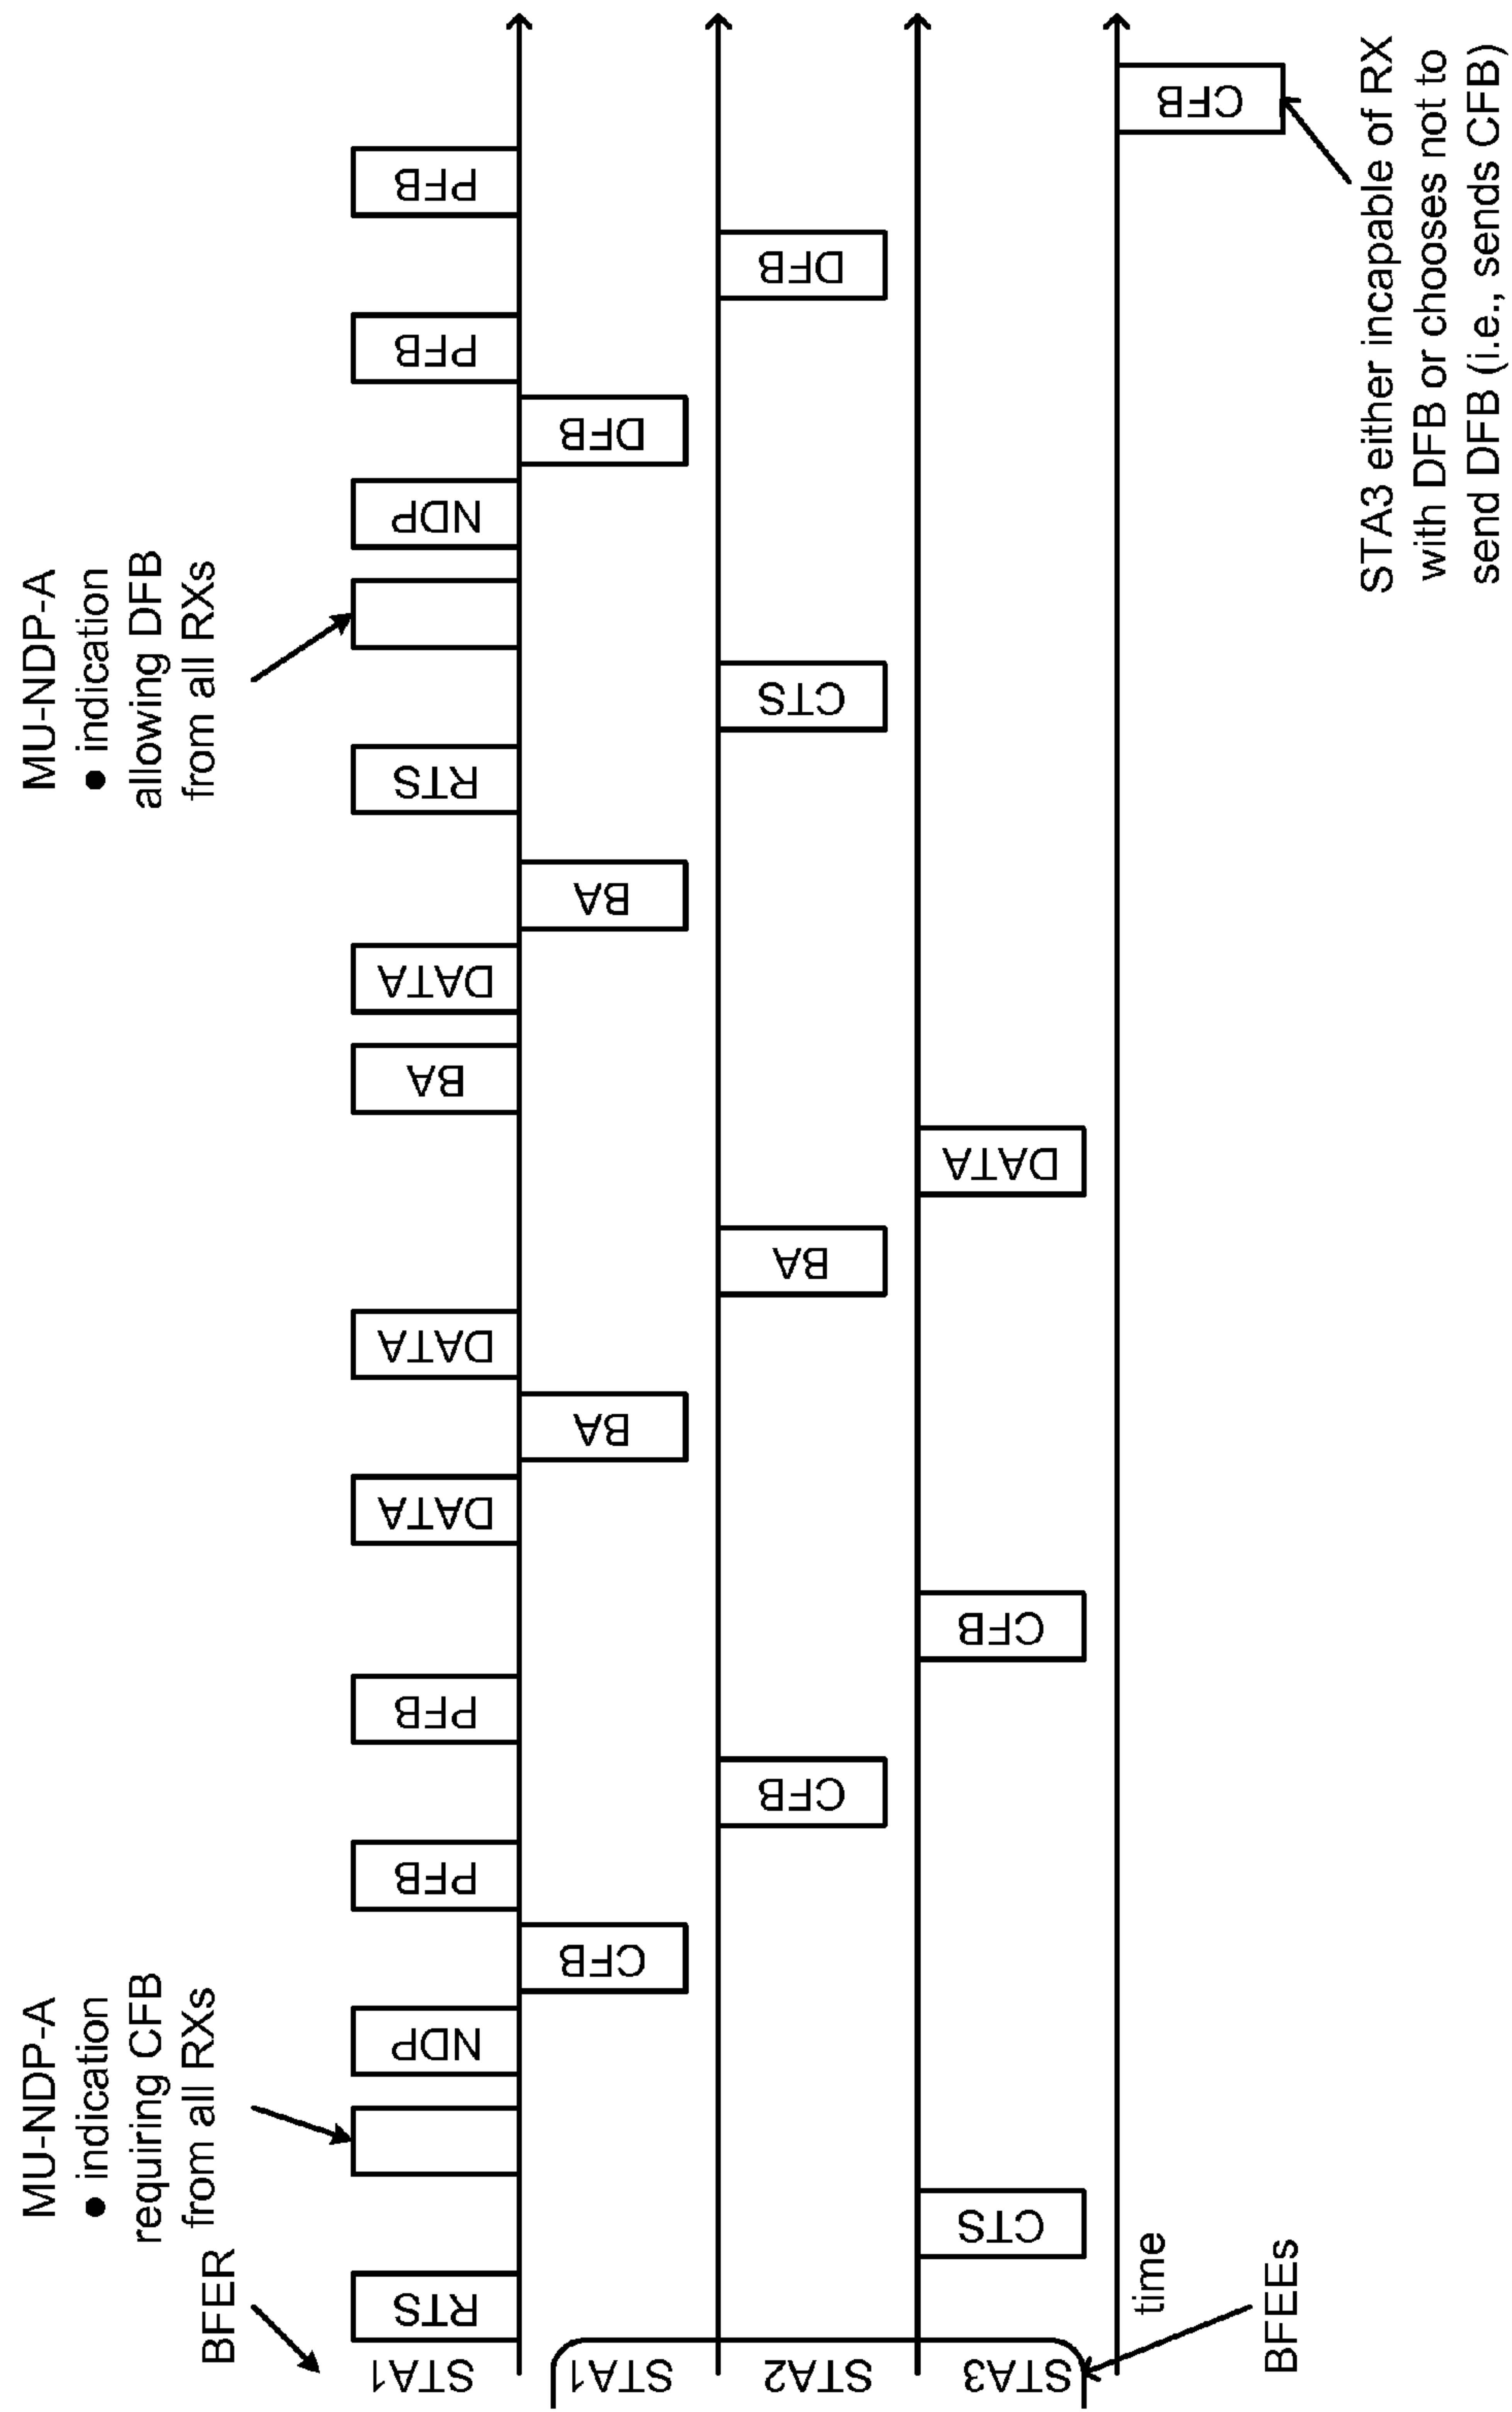 MU-NDP-A
• indication
requiring CFB
from all RXs
MU-NDP-A
• indication
allowing DFB
from all RXs
BFER
STA1
RTS
NDP
PFB
PFB
DATA
DATA
BA
DATA
RTS
NDP
PFB
PFB
STA1
CFB
BA
BA
DFB
STA2
CFB
BA
CTS
DFB
STA3
CTS
CFB
DATA
CFB
time
BFEEs
STA3 either incapable of RX
with DFB or chooses not to
send DFB (i.e., sends CFB)